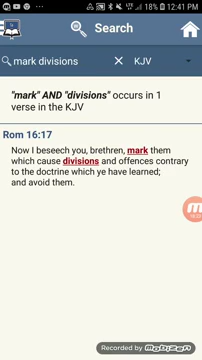 18% 12:41 PM
Search
mark divisions × KJV
"mark" AND "divisions" occurs in 1
verse in the KJV
Rom 16:17
Now I beseech you, brethren, mark them
which cause divisions and offences contrary
to the doctrine which ye have learned;
and avoid them.
Recorded by
mobizen